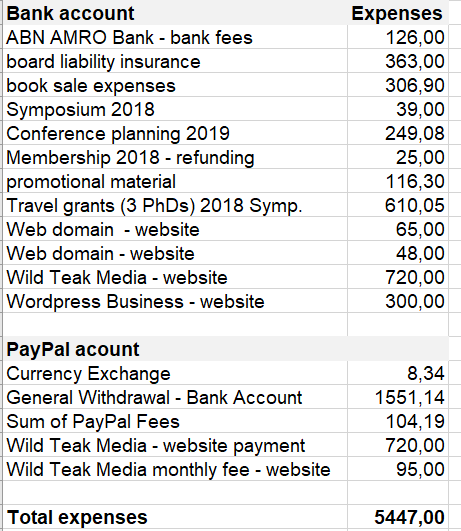 Bank account Expenses
ABN AMRO Bank - bank fees 126,00
board liability insurance 363,00
book sale expenses 306,90
Symposium 2018 39,00
Conference planning 2019 249,08
Membership 2018 - refunding 25,00
promotional material 116,30
Travel grants (3 PhDs) 2018 Symp. 610,05
Web domain  - website 65,00
Web domain - website 48,00
Wild Teak Media - website 720,00
Wordpress Business - website 300,00
PayPal acount
Currency Exchange 8,34
General Withdrawal - Bank Account 1551,14
Sum of PayPal Fees 104,19
Wild Teak Media - website payment 720,00
Wild Teak Media monthly fee - website 95,00
Total expenses 5447,00